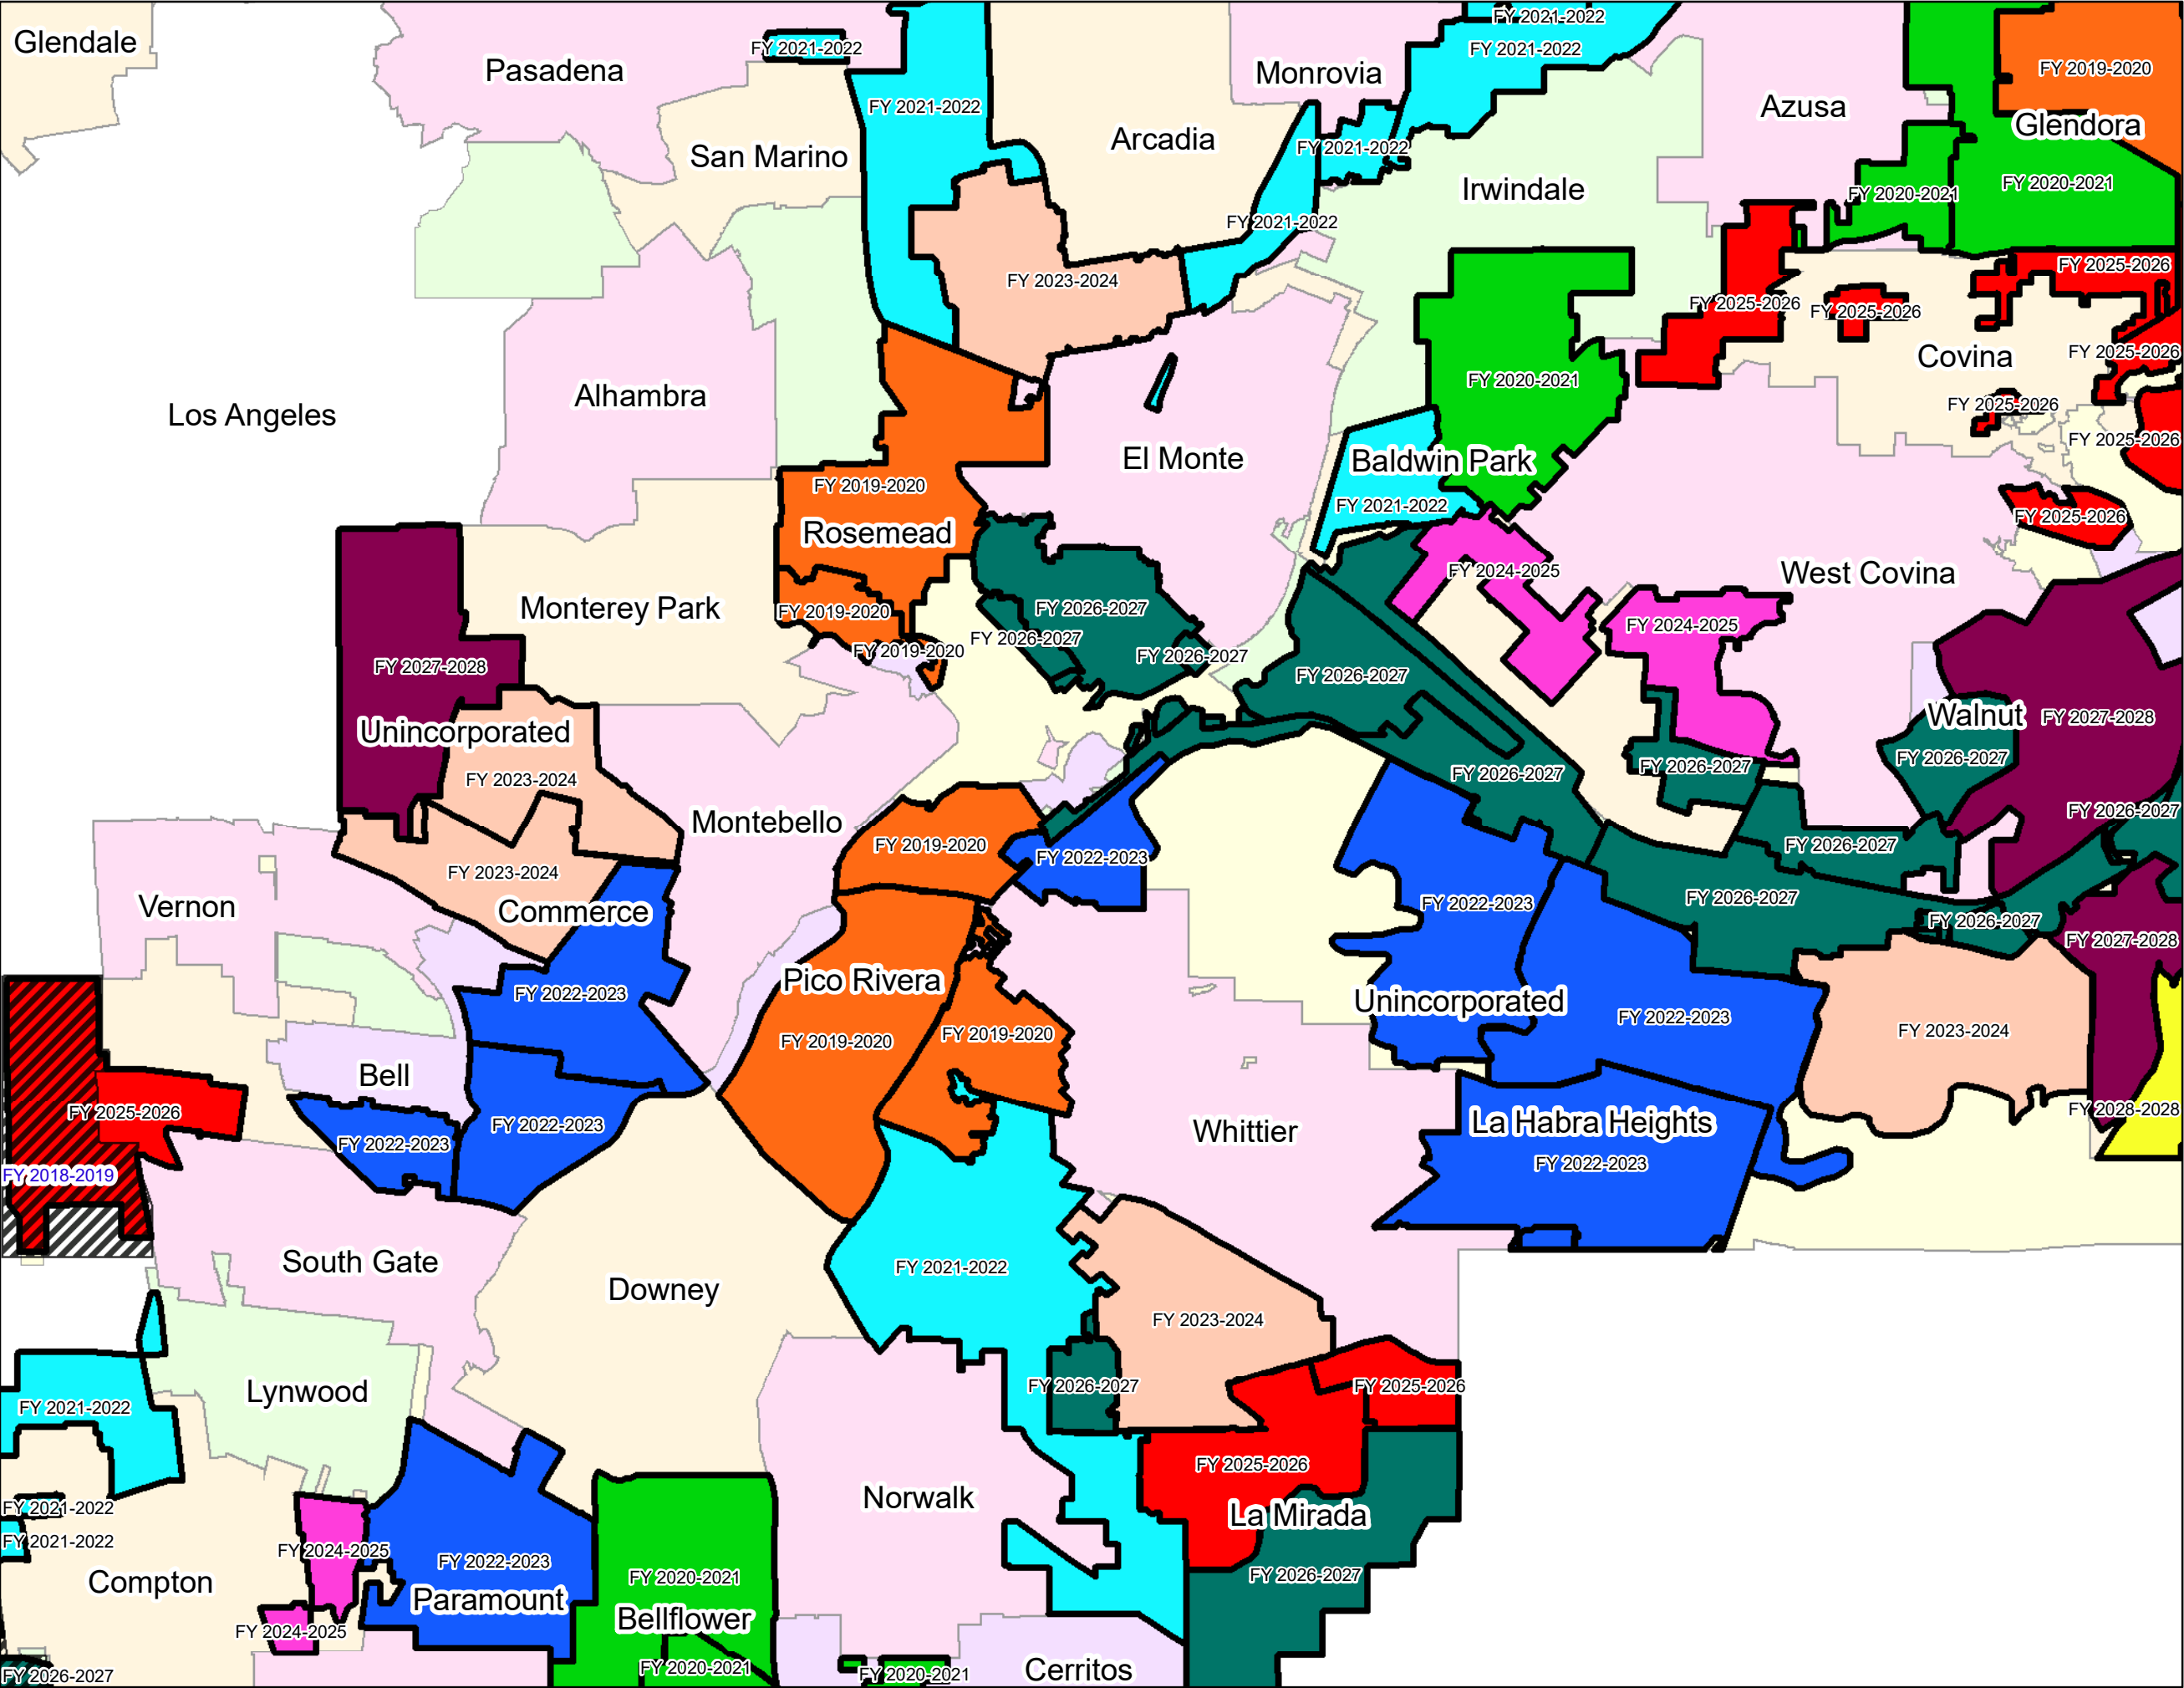 FY 2021-2022
Glendale
FY 2021-2022
FY 2021-2022
Pasadena
Monrovia
FY 2019-2020
FY 2021-2022
Azusa
Glendora
Arcadia
FY 2021-2022
San Marino
FY 2020-2021
Irwindale
FY 2020-2021
FY 2021-2022
FY 2025-2026
FY 2023-2024
FY 2025-2026
FY 2025-2026
FY 2025-2026
Covina
FY 2020-2021
Alhambra
FY 2025-2026
Los Angeles
FY 2025-2026
El Monte
Baldwin Park
FY 2019-2020
FY 2021-2022
FY 2025-2026
Rosemead
FY 2024-2025
West Covina
Monterey Park
FY 2019-2020
FY 2026-2027
FY 2024-2025
FY 2026-2027
FY 2019-2020
FY 2026-2027
FY 2027-2028
FY 2026-2027
Walnut
FY 2027-2028
Unincorporated
FY 2026-2027
FY 2026-2027
FY 2026-2027
FY 2023-2024
FY 2026-2027
Montebello
FY 2019-2020
FY 2026-2027
FY 2022-2023
FY 2023-2024
FY 2026-2027
Vernon
Commerce
FY 2022-2023
FY 2026-2027
FY 2027-2028
Pico Rivera
FY 2022-2023
Unincorporated
FY 2022-2023
FY 2023-2024
FY 2019-2020
FY 2019-2020
Bell
FY 2025-2026
FY 2028-2028
FY 2022-2023
La Habra Heights
Whittier
FY 2022-2023
FY 2022-2023
FY 2018-2019
South Gate
FY 2021-2022
Downey
FY 2023-2024
Lynwood
FY 2026-2027
FY 2025-2026
FY 2021-2022
FY 2025-2026
Norwalk
FY 2021-2022
La Mirada
FY 2021-2022
FY 2024-2025
FY 2022-2023
Compton
FY 2020-2021
FY 2026-2027
Paramount
Bellflower
FY 2024-2025
FY 2020-2021
FY 2020-2021
Cerritos
FY 2026-2027